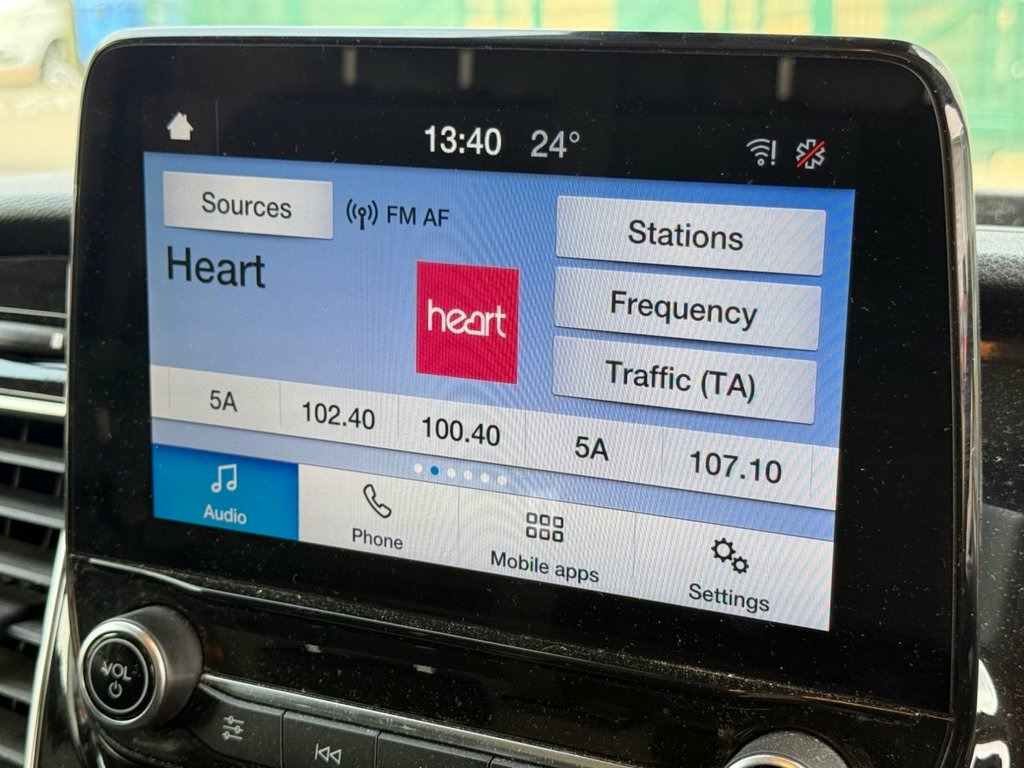 13:40 24°
Sources
FM AF
Stations
Heart
heart
Frequency
Traffic (TA)
5A 102.40 100.40 5A 107.10
Audio
Phone
Mobile apps
Settings
VOL